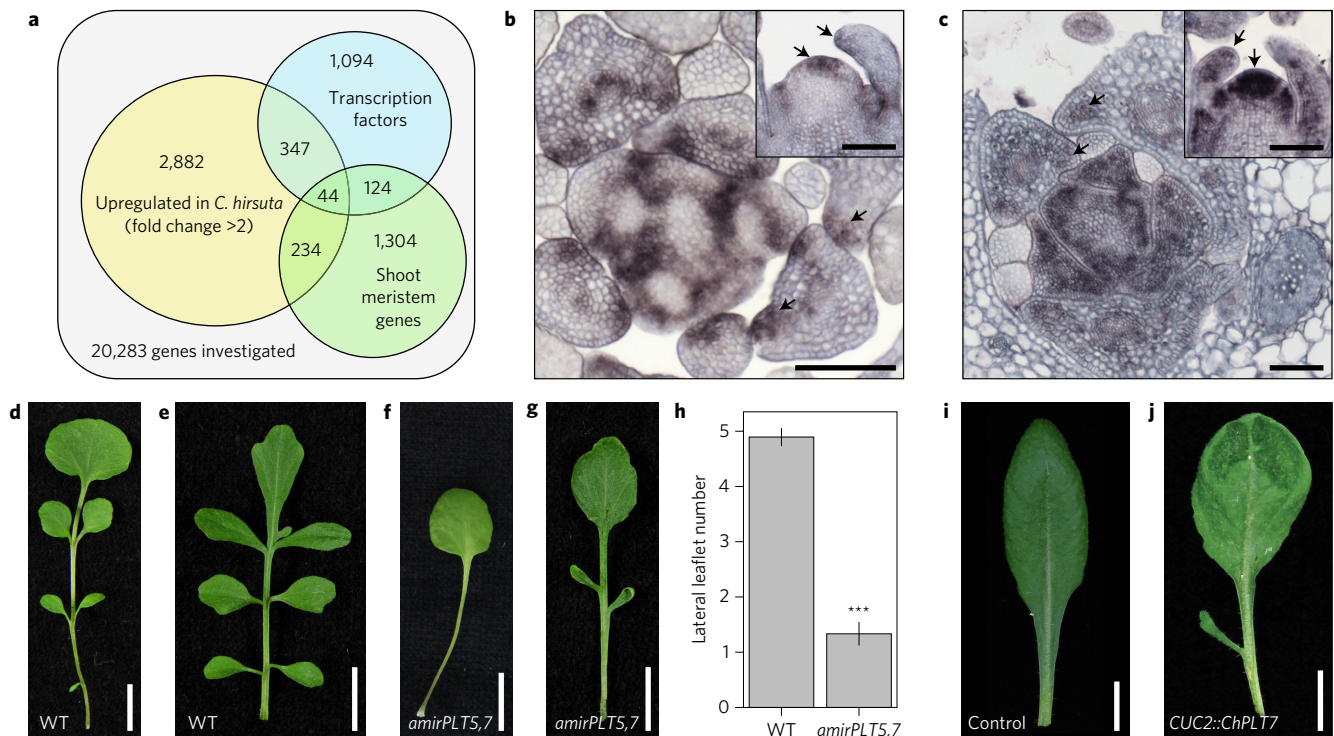 a
1,094
Transcription
factors
2,882
347
Upregulated in C. hirsuta
(fold change >2)
44
124
234
1,304
Shoot
meristem
genes
20,283 genes investigated
b
c
d
WT
e
WT
f
amirPLT5,7
g
amirPLT5,7
h
Lateral leaflet number
5
4
3
2
1
0
***
WT
amirPLT5,7
i
Control
j
CUC2::ChPLT7